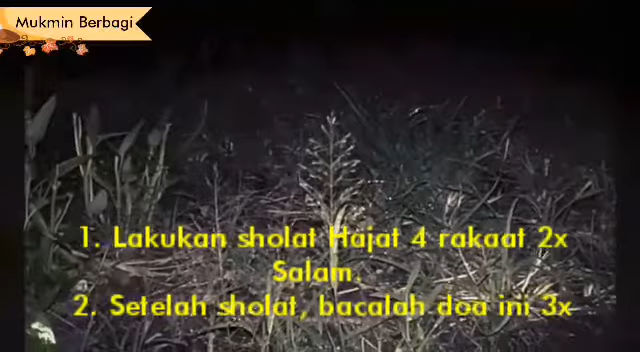 Mukmin Berbagi
1. Lakukan sholat Hajat 4 rakaat 2x
Salam.
2. Setelah sholat, bacalah doa ini 3x